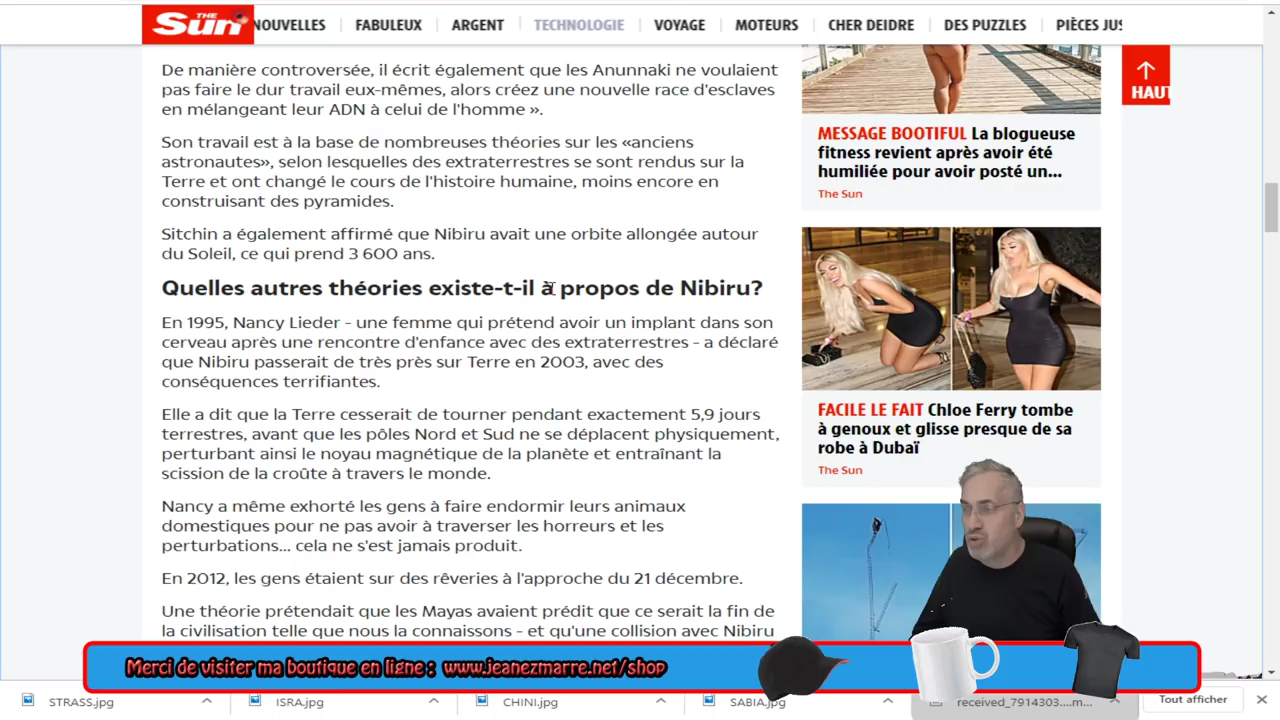 THE Sun
NOUVELLES FABULEUX ARGENT TECHNOLOGIE VOYAGE MOTEURS CHER DEIDRE DES PUZZLES PIÈCES JUS
De manière controversée, il écrit également que les Anunnaki ne voulaient
pas faire le dur travail eux-mêmes, alors créez une nouvelle race d'esclaves
en mélangeant leur ADN à celui de l'homme ».
Son travail est à la base de nombreuses théories sur les «anciens
astronautes», selon lesquelles des extraterrestres se sont rendus sur la
Terre et ont changé le cours de l'histoire humaine, moins encore en
construisant des pyramides.
Sitchin a également affirmé que Nibiru avait une orbite allongée autour
du Soleil, ce qui prend 3 600 ans.
Quelles autres théories existe-t-il à propos de Nibiru?
En 1995, Nancy Lieder - une femme qui prétend avoir un implant dans son
cerveau après une rencontre d'enfance avec des extraterrestres - a déclaré
que Nibiru passerait de très près sur Terre en 2003, avec des
conséquences terrifiantes.
Elle a dit que la Terre cesserait de tourner pendant exactement 5,9 jours
terrestres, avant que les pôles Nord et Sud ne se déplacent physiquement,
perturbant ainsi le noyau magnétique de la planète et entraînant la
scission de la croûte à travers le monde.
Nancy a même exhorté les gens à faire endormir leurs animaux
domestiques pour ne pas avoir à traverser les horreurs et les
perturbations... cela ne s'est jamais produit.
En 2012, les gens étaient sur des rêveries à l'approche du 21 décembre.
Une théorie prétendait que les Mayas avaient prédit que ce serait la fin de
la civilisation telle que nous la connaissons - et qu'une collision avec Nibiru
HAUT
MESSAGE BOOTIFUL La blogueuse
fitness revient après avoir été
humiliée pour avoir posté un...
The Sun
FACILE LE FAIT Chloe Ferry tombe
à genoux et glisse presque de sa
robe à Dubaï
The Sun
Merci de visiter ma boutique en ligne : www.jeanezmarre.net/shop
STRASS.jpg ISRA.jpg CHINI.jpg SABIA.jpg received_7914303....m... Tout afficher